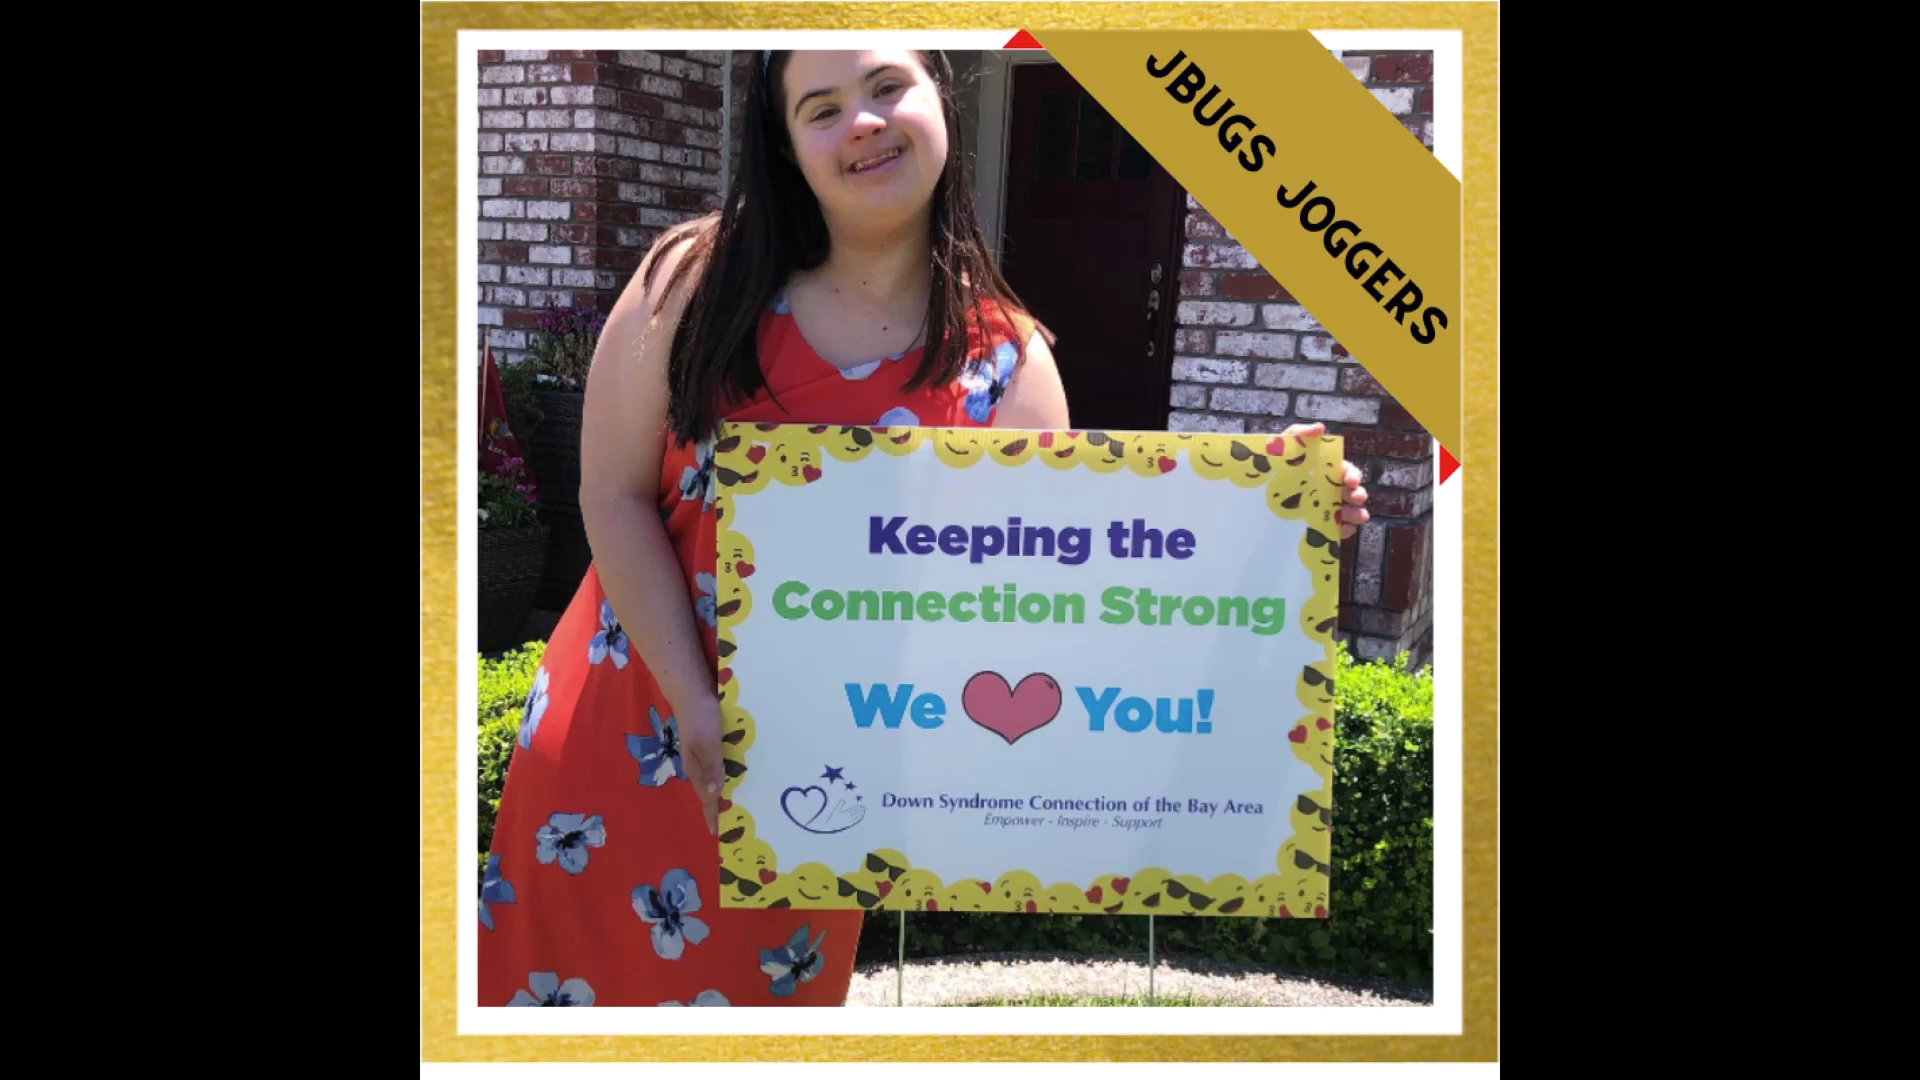 JBUGS JOGGERS
Keeping the
Connection Strong
We You!
Down Syndrome Connection of the Bay Area
Empower - Inspire - Support